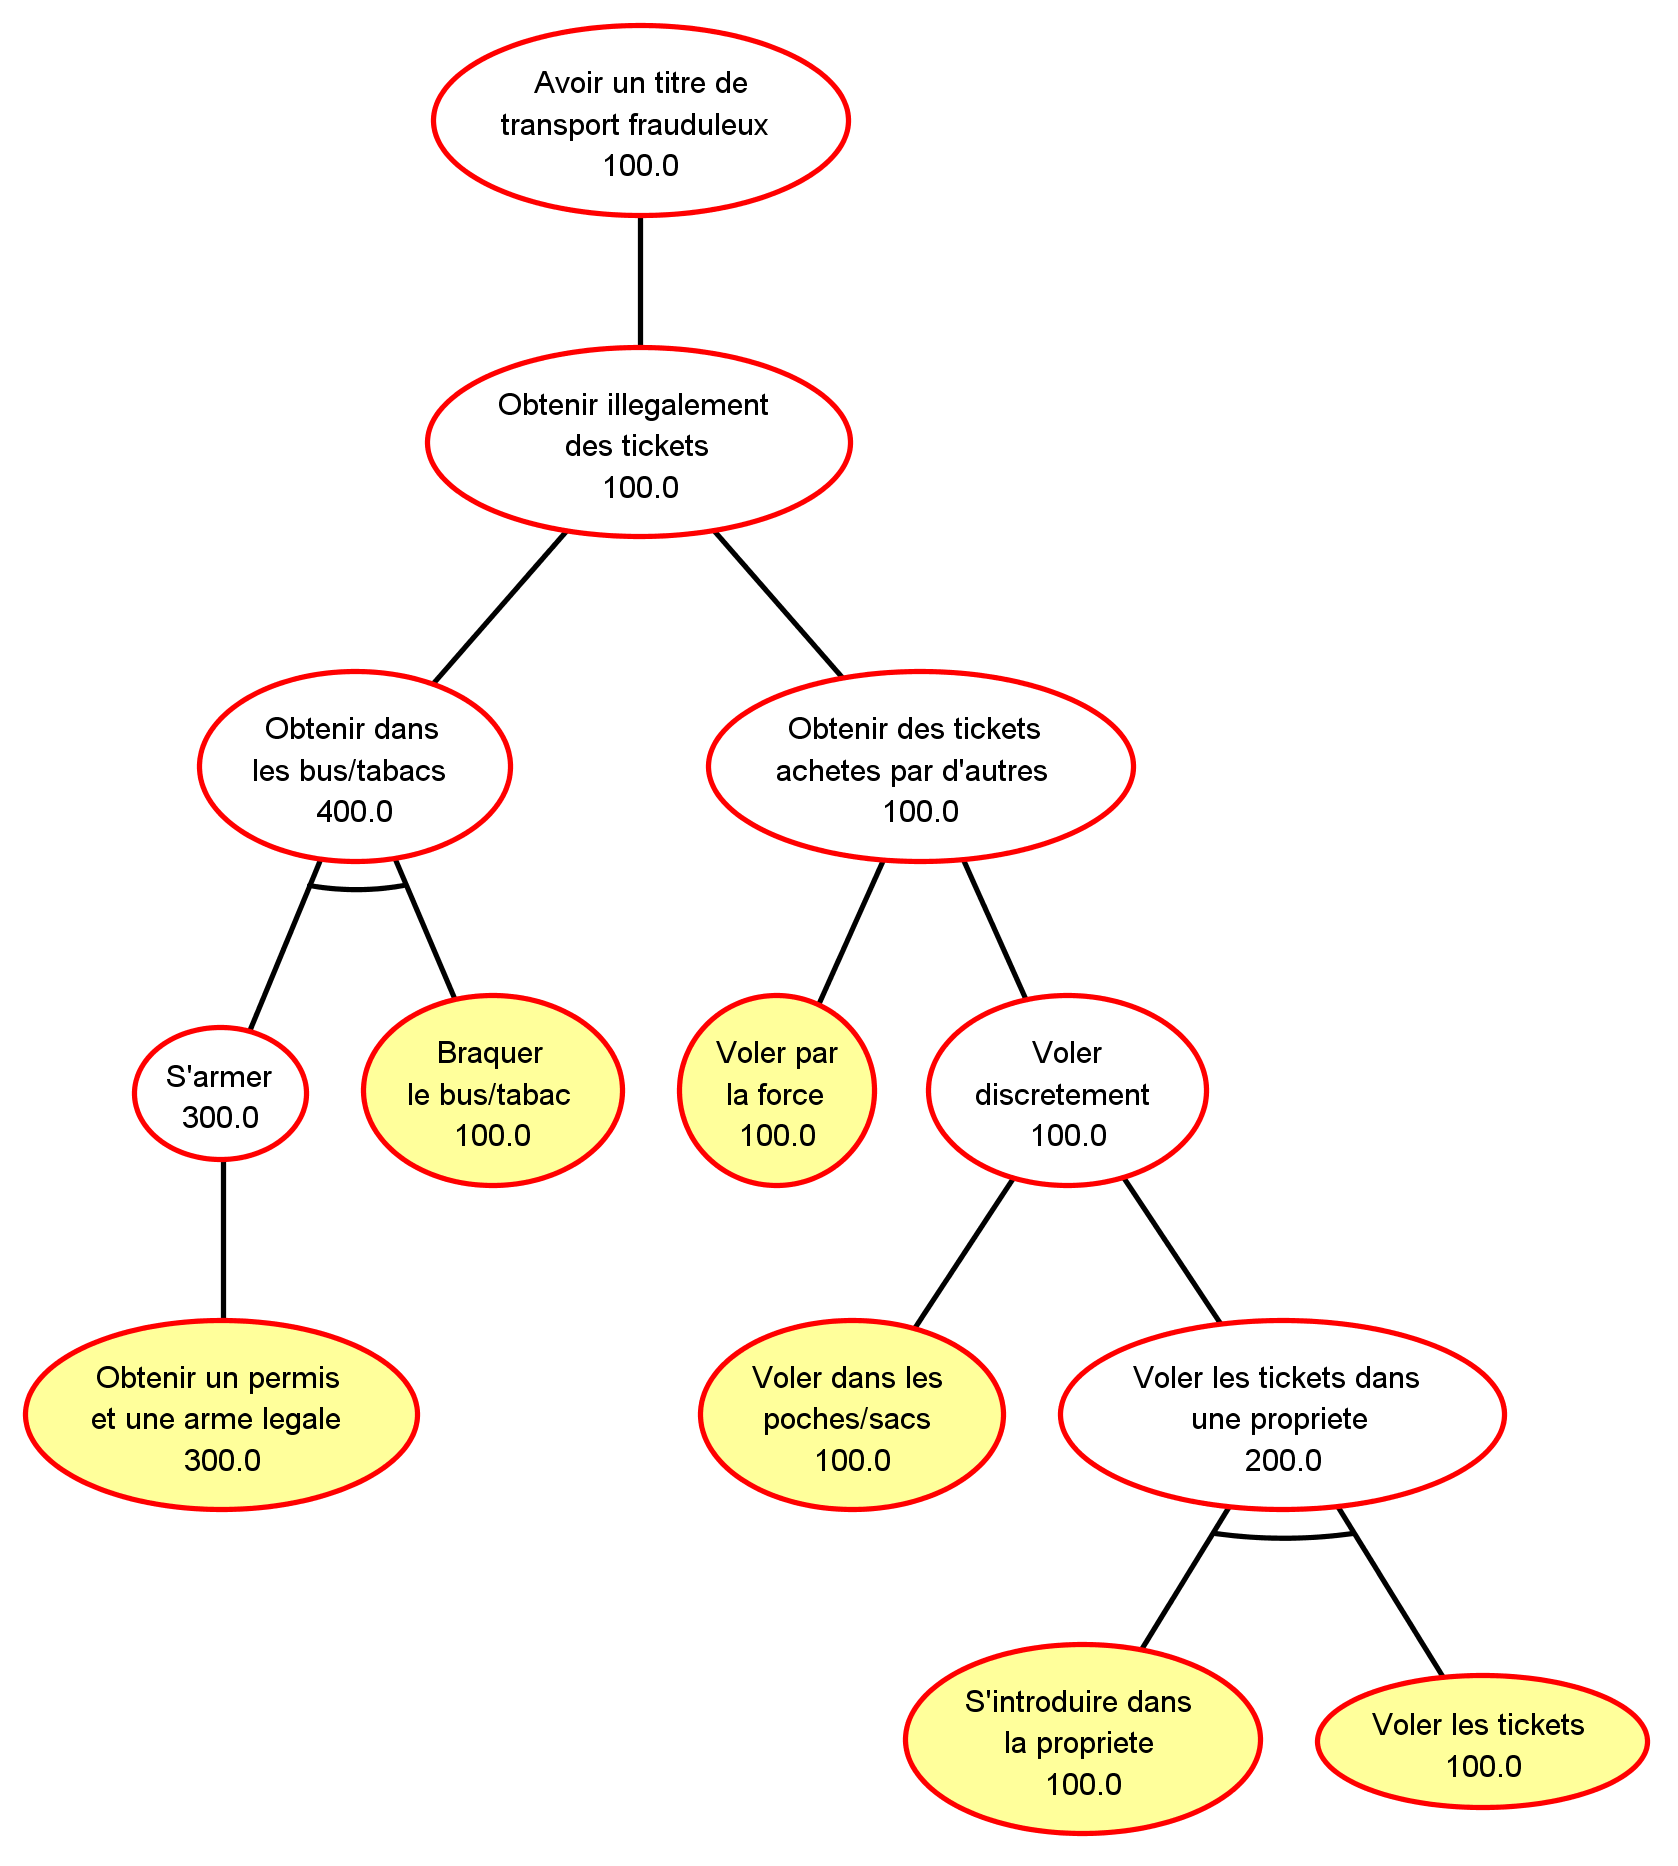 Avoir un titre de
transport frauduleux
100.0
Obtenir illegalement
des tickets
100.0
Obtenir dans
les bus/tabacs
400.0
Obtenir des tickets
achetes par d'autres
100.0
S'armer
300.0
Braquer
le bus/tabac
100.0
Voler par
la force
100.0
Voler
discretement
100.0
Obtenir un permis
et une arme legale
300.0
Voler dans les
poches/sacs
100.0
Voler les tickets dans
une propriete
200.0
S'introduire dans
la propriete
100.0
Voler les tickets
100.0